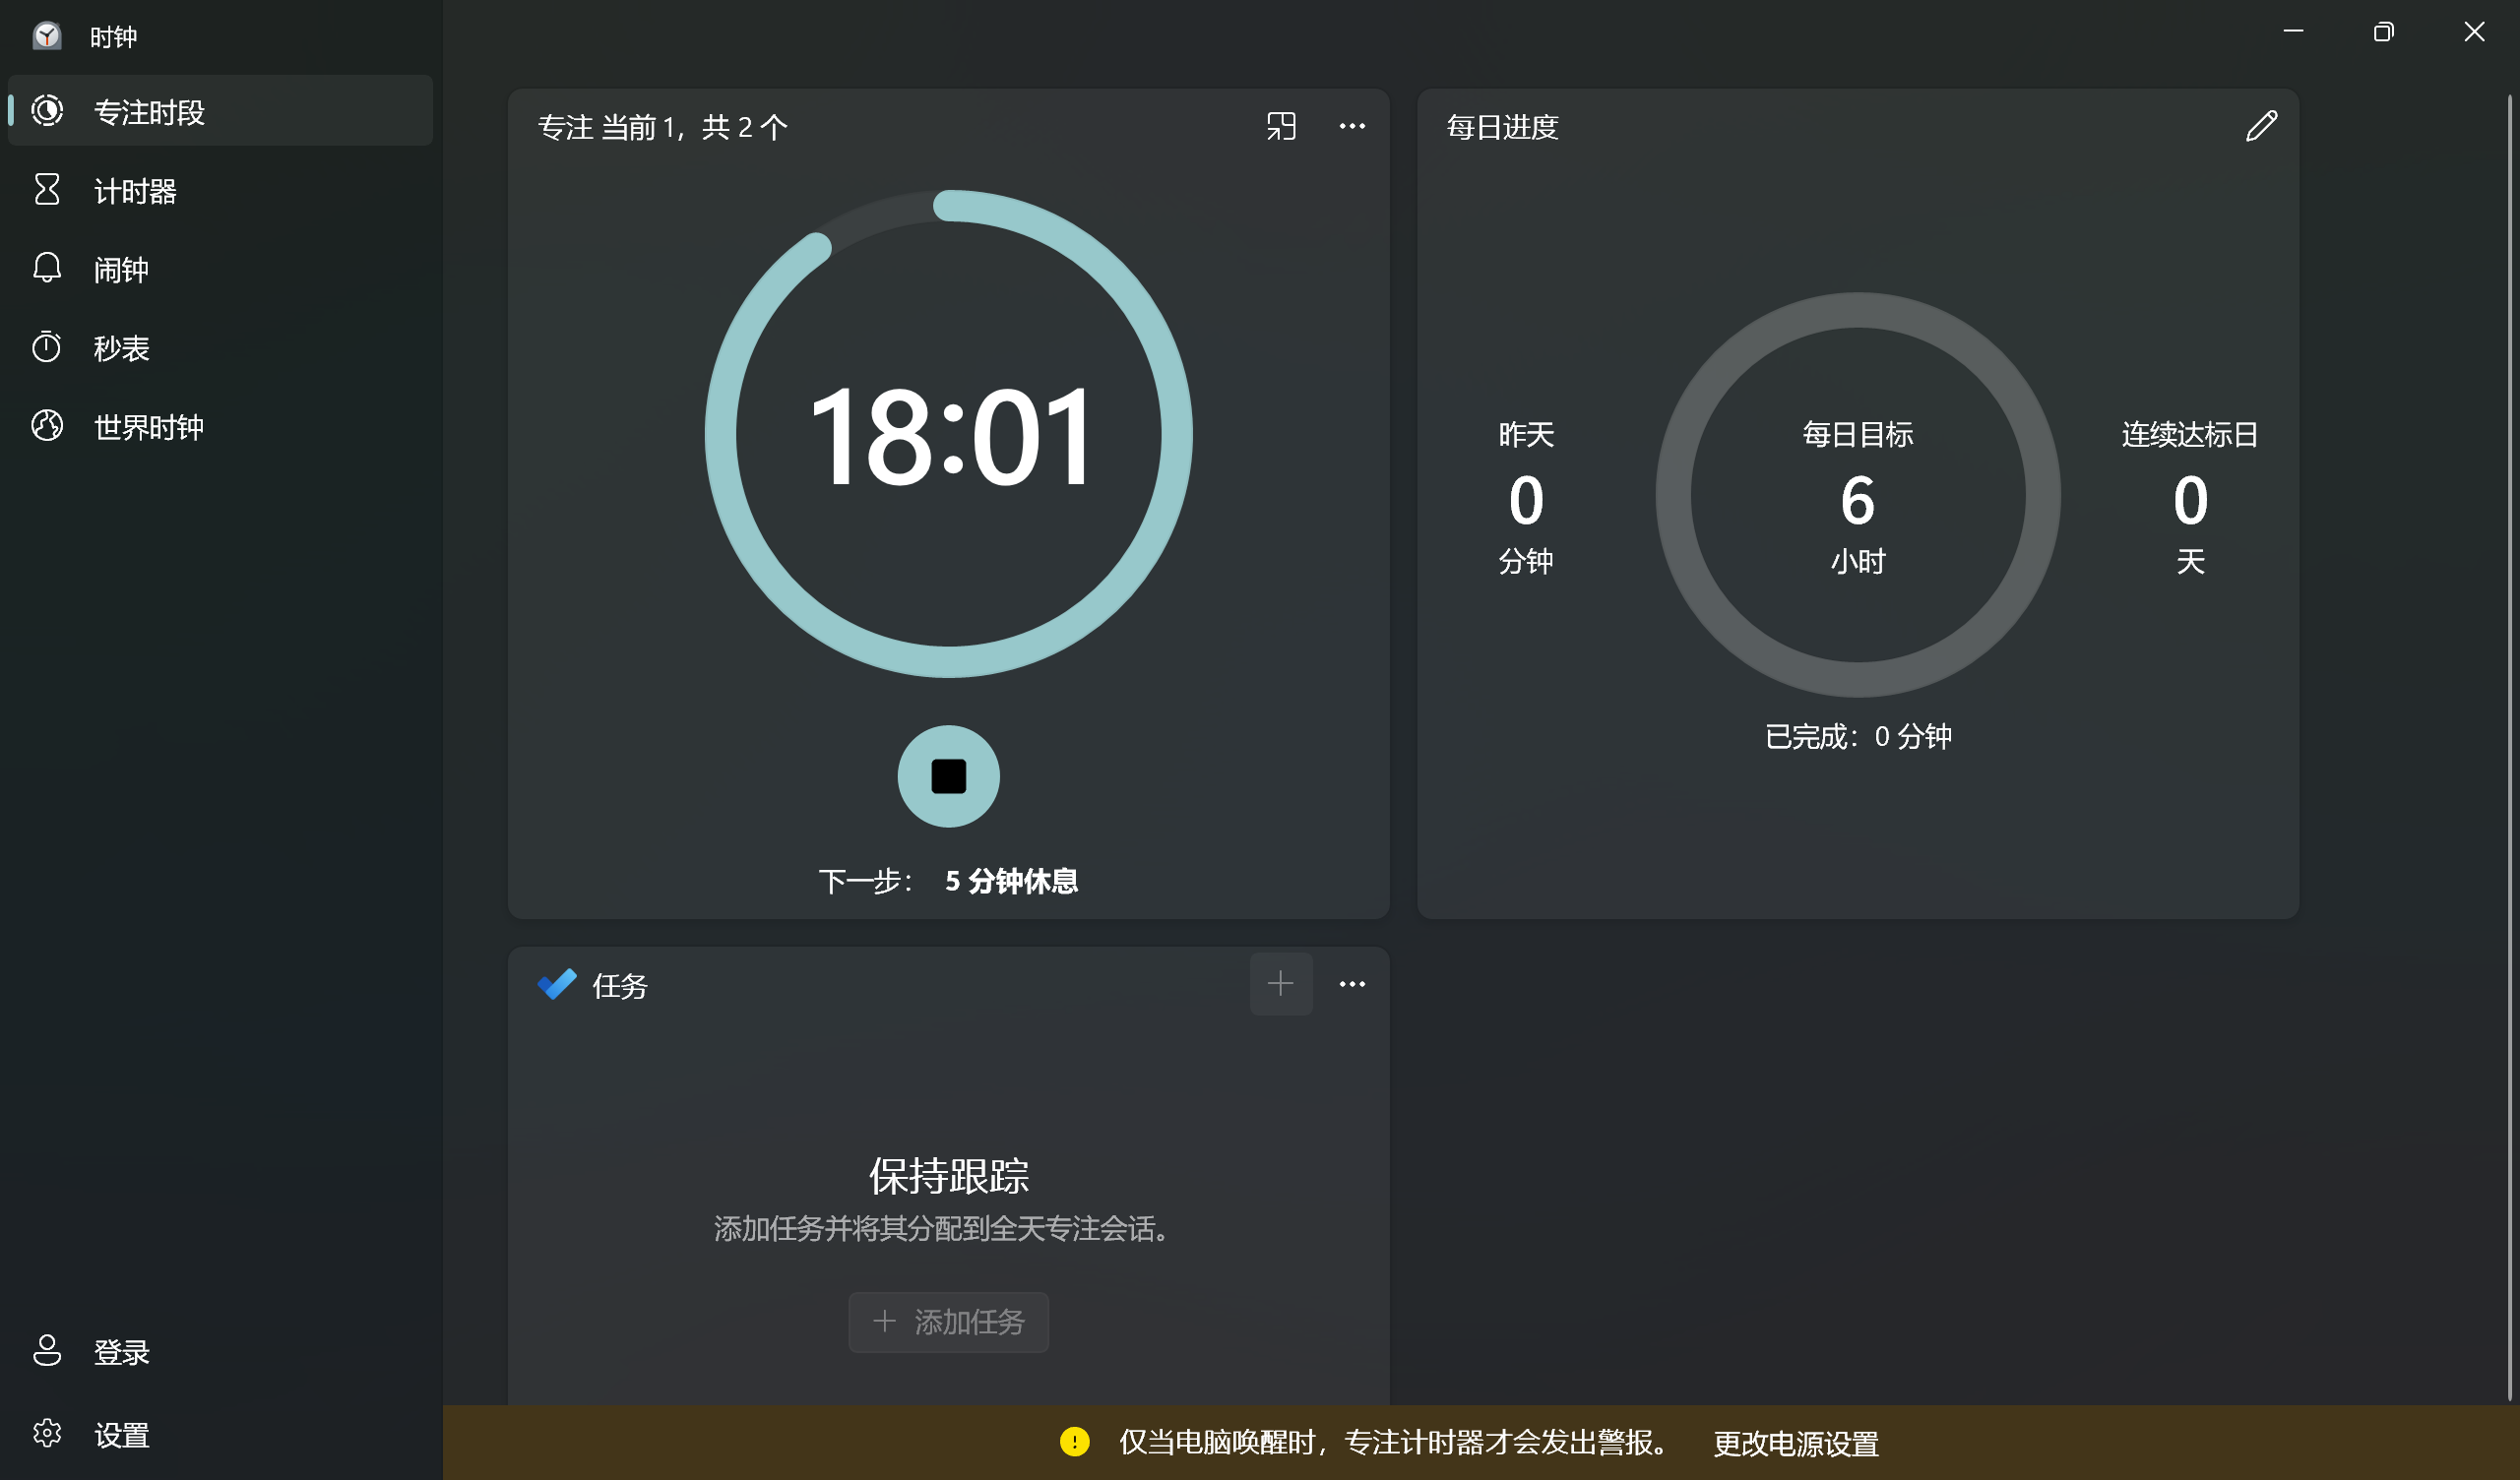 时钟
专注时段
计时器
闹钟
秒表
世界时钟
登录
设置
专注 当前 1，共 2 个
18:01
下一步： 5 分钟休息
每日进度
昨天
0
分钟
每日目标
6
小时
连续达标日
0
天
已完成：0 分钟
任务
保持跟踪
添加任务并将其分配到全天专注会话。
添加任务
仅当电脑唤醒时，专注计时器才会发出警报。 更改电源设置